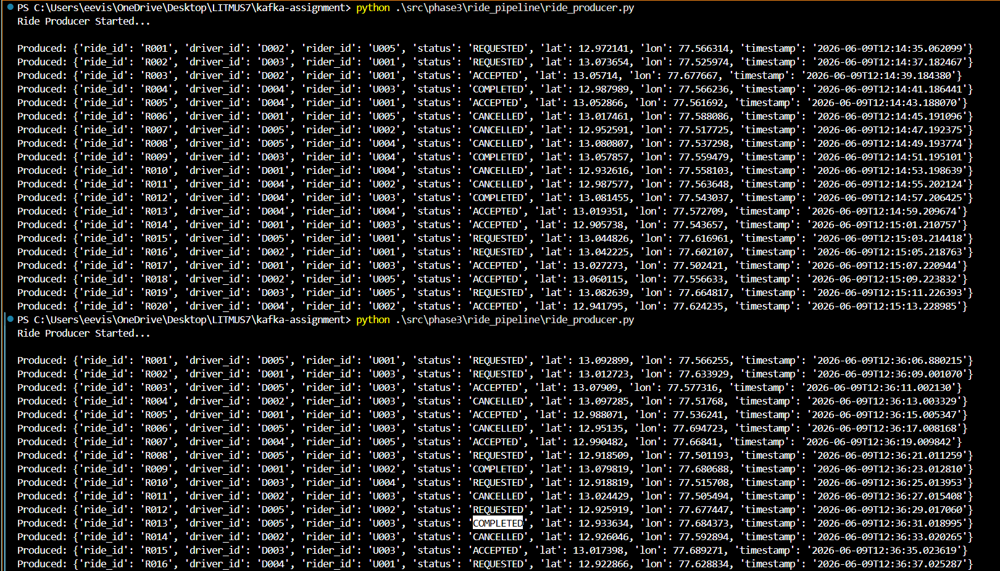 PS C:\Users\eevis\OneDrive\Desktop\LITMUS7\kafka-assignment> python .\src\phase3\ride_pipeline\ride_producer.py
Ride Producer Started...
Produced: {'ride_id': 'R001', 'driver_id': 'D002', 'rider_id': 'U005', 'status': 'REQUESTED', 'lat': 12.972141, 'lon': 77.566314, 'timestamp': '2026-06-09T12:14:35.062099'}
Produced: {'ride_id': 'R002', 'driver_id': 'D003', 'rider_id': 'U001', 'status': 'REQUESTED', 'lat': 13.073654, 'lon': 77.525974, 'timestamp': '2026-06-09T12:14:37.182467'}
Produced: {'ride_id': 'R003', 'driver_id': 'D002', 'rider_id': 'U001', 'status': 'ACCEPTED', 'lat': 13.05714, 'lon': 77.677667, 'timestamp': '2026-06-09T12:14:39.184380'}
Produced: {'ride_id': 'R004', 'driver_id': 'D004', 'rider_id': 'U003', 'status': 'COMPLETED', 'lat': 12.987989, 'lon': 77.566236, 'timestamp': '2026-06-09T12:14:41.186441'}
Produced: {'ride_id': 'R005', 'driver_id': 'D004', 'rider_id': 'U001', 'status': 'ACCEPTED', 'lat': 13.052866, 'lon': 77.561692, 'timestamp': '2026-06-09T12:14:43.188070'}
Produced: {'ride_id': 'R006', 'driver_id': 'D001', 'rider_id': 'U005', 'status': 'CANCELLED', 'lat': 13.017461, 'lon': 77.588086, 'timestamp': '2026-06-09T12:14:45.191096'}
Produced: {'ride_id': 'R007', 'driver_id': 'D005', 'rider_id': 'U002', 'status': 'CANCELLED', 'lat': 12.952591, 'lon': 77.517725, 'timestamp': '2026-06-09T12:14:47.192375'}
Produced: {'ride_id': 'R008', 'driver_id': 'D005', 'rider_id': 'U004', 'status': 'CANCELLED', 'lat': 13.080807, 'lon': 77.537298, 'timestamp': '2026-06-09T12:14:49.193774'}
Produced: {'ride_id': 'R009', 'driver_id': 'D003', 'rider_id': 'U004', 'status': 'COMPLETED', 'lat': 13.057857, 'lon': 77.559479, 'timestamp': '2026-06-09T12:14:51.195101'}
Produced: {'ride_id': 'R010', 'driver_id': 'D001', 'rider_id': 'U004', 'status': 'CANCELLED', 'lat': 12.932616, 'lon': 77.558103, 'timestamp': '2026-06-09T12:14:53.198639'}
Produced: {'ride_id': 'R011', 'driver_id': 'D004', 'rider_id': 'U002', 'status': 'CANCELLED', 'lat': 12.987577, 'lon': 77.563648, 'timestamp': '2026-06-09T12:14:55.202124'}
Produced: {'ride_id': 'R012', 'driver_id': 'D004', 'rider_id': 'U003', 'status': 'COMPLETED', 'lat': 13.081455, 'lon': 77.543037, 'timestamp': '2026-06-09T12:14:57.206425'}
Produced: {'ride_id': 'R013', 'driver_id': 'D004', 'rider_id': 'U004', 'status': 'ACCEPTED', 'lat': 13.019351, 'lon': 77.572709, 'timestamp': '2026-06-09T12:14:59.209674'}
Produced: {'ride_id': 'R014', 'driver_id': 'D001', 'rider_id': 'U003', 'status': 'ACCEPTED', 'lat': 12.905738, 'lon': 77.543657, 'timestamp': '2026-06-09T12:15:01.210757'}
Produced: {'ride_id': 'R015', 'driver_id': 'D005', 'rider_id': 'U001', 'status': 'REQUESTED', 'lat': 13.044826, 'lon': 77.616961, 'timestamp': '2026-06-09T12:15:03.214418'}
Produced: {'ride_id': 'R016', 'driver_id': 'D002', 'rider_id': 'U001', 'status': 'REQUESTED', 'lat': 13.042225, 'lon': 77.602107, 'timestamp': '2026-06-09T12:15:05.218763'}
Produced: {'ride_id': 'R017', 'driver_id': 'D001', 'rider_id': 'U003', 'status': 'ACCEPTED', 'lat': 13.027273, 'lon': 77.502421, 'timestamp': '2026-06-09T12:15:07.220944'}
Produced: {'ride_id': 'R018', 'driver_id': 'D002', 'rider_id': 'U005', 'status': 'ACCEPTED', 'lat': 13.060115, 'lon': 77.556633, 'timestamp': '2026-06-09T12:15:09.223832'}
Produced: {'ride_id': 'R019', 'driver_id': 'D003', 'rider_id': 'U005', 'status': 'REQUESTED', 'lat': 13.082639, 'lon': 77.664817, 'timestamp': '2026-06-09T12:15:11.226393'}
Produced: {'ride_id': 'R020', 'driver_id': 'D004', 'rider_id': 'U002', 'status': 'ACCEPTED', 'lat': 12.941795, 'lon': 77.624235, 'timestamp': '2026-06-09T12:15:13.228985'}
PS C:\Users\eevis\OneDrive\Desktop\LITMUS7\kafka-assignment> python .\src\phase3\ride_pipeline\ride_producer.py
Ride Producer Started...
Produced: {'ride_id': 'R001', 'driver_id': 'D005', 'rider_id': 'U001', 'status': 'REQUESTED', 'lat': 13.092899, 'lon': 77.566255, 'timestamp': '2026-06-09T12:36:06.880215'}
Produced: {'ride_id': 'R002', 'driver_id': 'D001', 'rider_id': 'U003', 'status': 'REQUESTED', 'lat': 13.012723, 'lon': 77.633929, 'timestamp': '2026-06-09T12:36:09.001070'}
Produced: {'ride_id': 'R003', 'driver_id': 'D005', 'rider_id': 'U003', 'status': 'ACCEPTED', 'lat': 13.07909, 'lon': 77.577316, 'timestamp': '2026-06-09T12:36:11.002130'}
Produced: {'ride_id': 'R004', 'driver_id': 'D002', 'rider_id': 'U003', 'status': 'CANCELLED', 'lat': 13.097285, 'lon': 77.51768, 'timestamp': '2026-06-09T12:36:13.003329'}
Produced: {'ride_id': 'R005', 'driver_id': 'D001', 'rider_id': 'U003', 'status': 'ACCEPTED', 'lat': 12.988071, 'lon': 77.536241, 'timestamp': '2026-06-09T12:36:15.005347'}
Produced: {'ride_id': 'R006', 'driver_id': 'D005', 'rider_id': 'U003', 'status': 'CANCELLED', 'lat': 12.95135, 'lon': 77.694723, 'timestamp': '2026-06-09T12:36:17.008168'}
Produced: {'ride_id': 'R007', 'driver_id': 'D004', 'rider_id': 'U005', 'status': 'ACCEPTED', 'lat': 12.990482, 'lon': 77.66841, 'timestamp': '2026-06-09T12:36:19.009842'}
Produced: {'ride_id': 'R008', 'driver_id': 'D005', 'rider_id': 'U003', 'status': 'REQUESTED', 'lat': 12.918509, 'lon': 77.501193, 'timestamp': '2026-06-09T12:36:21.011259'}
Produced: {'ride_id': 'R009', 'driver_id': 'D001', 'rider_id': 'U002', 'status': 'COMPLETED', 'lat': 13.079819, 'lon': 77.680688, 'timestamp': '2026-06-09T12:36:23.012810'}
Produced: {'ride_id': 'R010', 'driver_id': 'D003', 'rider_id': 'U004', 'status': 'REQUESTED', 'lat': 12.918819, 'lon': 77.515708, 'timestamp': '2026-06-09T12:36:25.013953'}
Produced: {'ride_id': 'R011', 'driver_id': 'D002', 'rider_id': 'U003', 'status': 'CANCELLED', 'lat': 13.024429, 'lon': 77.505494, 'timestamp': '2026-06-09T12:36:27.015408'}
Produced: {'ride_id': 'R012', 'driver_id': 'D005', 'rider_id': 'U002', 'status': 'REQUESTED', 'lat': 12.925919, 'lon': 77.677447, 'timestamp': '2026-06-09T12:36:29.017060'}
Produced: {'ride_id': 'R013', 'driver_id': 'D005', 'rider_id': 'U003', 'status': 'COMPLETED', 'lat': 12.933634, 'lon': 77.684373, 'timestamp': '2026-06-09T12:36:31.018995'}
Produced: {'ride_id': 'R014', 'driver_id': 'D002', 'rider_id': 'U003', 'status': 'CANCELLED', 'lat': 12.926046, 'lon': 77.592894, 'timestamp': '2026-06-09T12:36:33.020265'}
Produced: {'ride_id': 'R015', 'driver_id': 'D003', 'rider_id': 'U003', 'status': 'ACCEPTED', 'lat': 13.017398, 'lon': 77.689271, 'timestamp': '2026-06-09T12:36:35.023619'}
Produced: {'ride_id': 'R016', 'driver_id': 'D004', 'rider_id': 'U001', 'status': 'REQUESTED', 'lat': 12.922866, 'lon': 77.628834, 'timestamp': '2026-06-09T12:36:37.025287'}